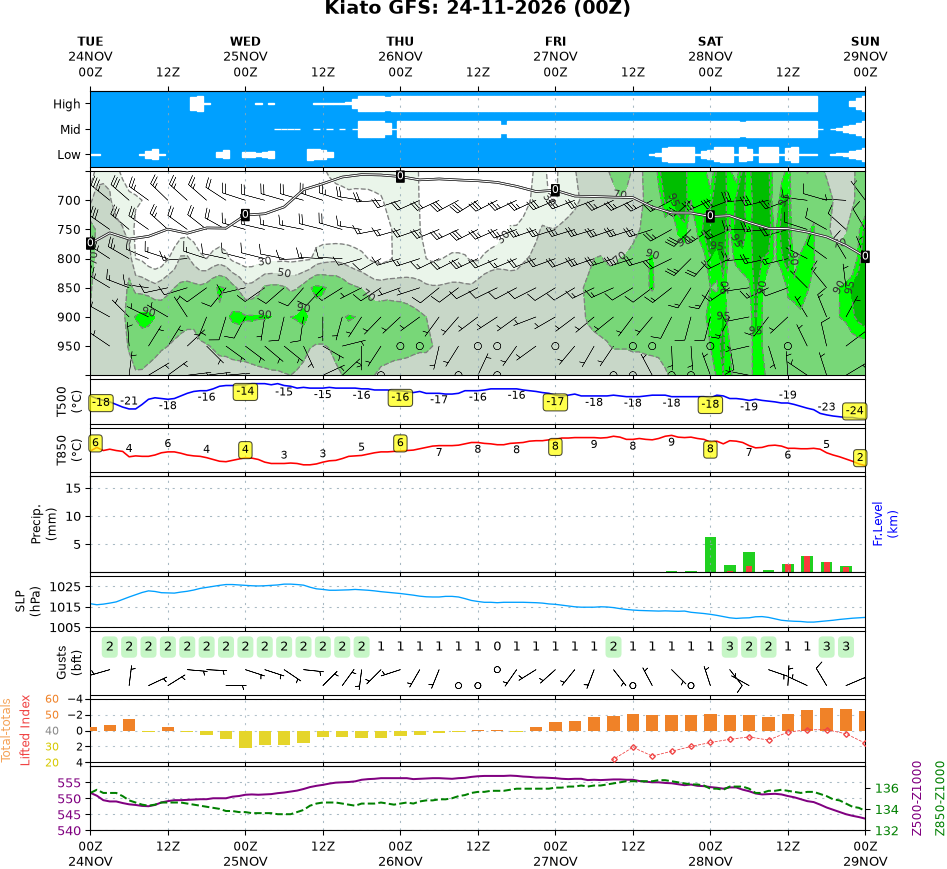 Kiato GFS: 24-11-2026 (00Z)
TUE WED THU FRI SAT SUN
24NOV 25NOV 26NOV 27NOV 28NOV 29NOV
00Z 12Z 00Z 12Z 00Z 12Z 00Z 12Z 00Z 12Z 00Z
High
Mid
Low
700
750
800
850
900
950
0 0 0 0 0 0
30 50 70 90 90 90 90 95 95 95
T500 (°C)
-18 -21 -18 -16 -14 -15 -15 -16 -16 -17 -16 -16 -17 -18 -18 -18 -18 -19 -19 -23 -24
T850 (°C)
6 4 6 4 4 3 3 5 6 7 8 8 8 9 8 9 8 7 6 5 2
Precip. (mm)
15
10
5
Fr.Level (km)
SLP (hPa)
1025
1015
1005
Gusts (bft)
2 2 2 2 2 2 2 2 2 2 2 2 2 2 1 1 1 1 1 1 0 1 1 1 1 1 2 1 1 1 1 1 3 2 2 1 1 3 3
Total-totals
Lifted Index
60 −4
50 −2
40 0
30 2
20 4
555
550
545
540
136
134
132
Z500-Z1000
Z850-Z1000
00Z 12Z 00Z 12Z 00Z 12Z 00Z 12Z 00Z 12Z 00Z
24NOV 25NOV 26NOV 27NOV 28NOV 29NOV